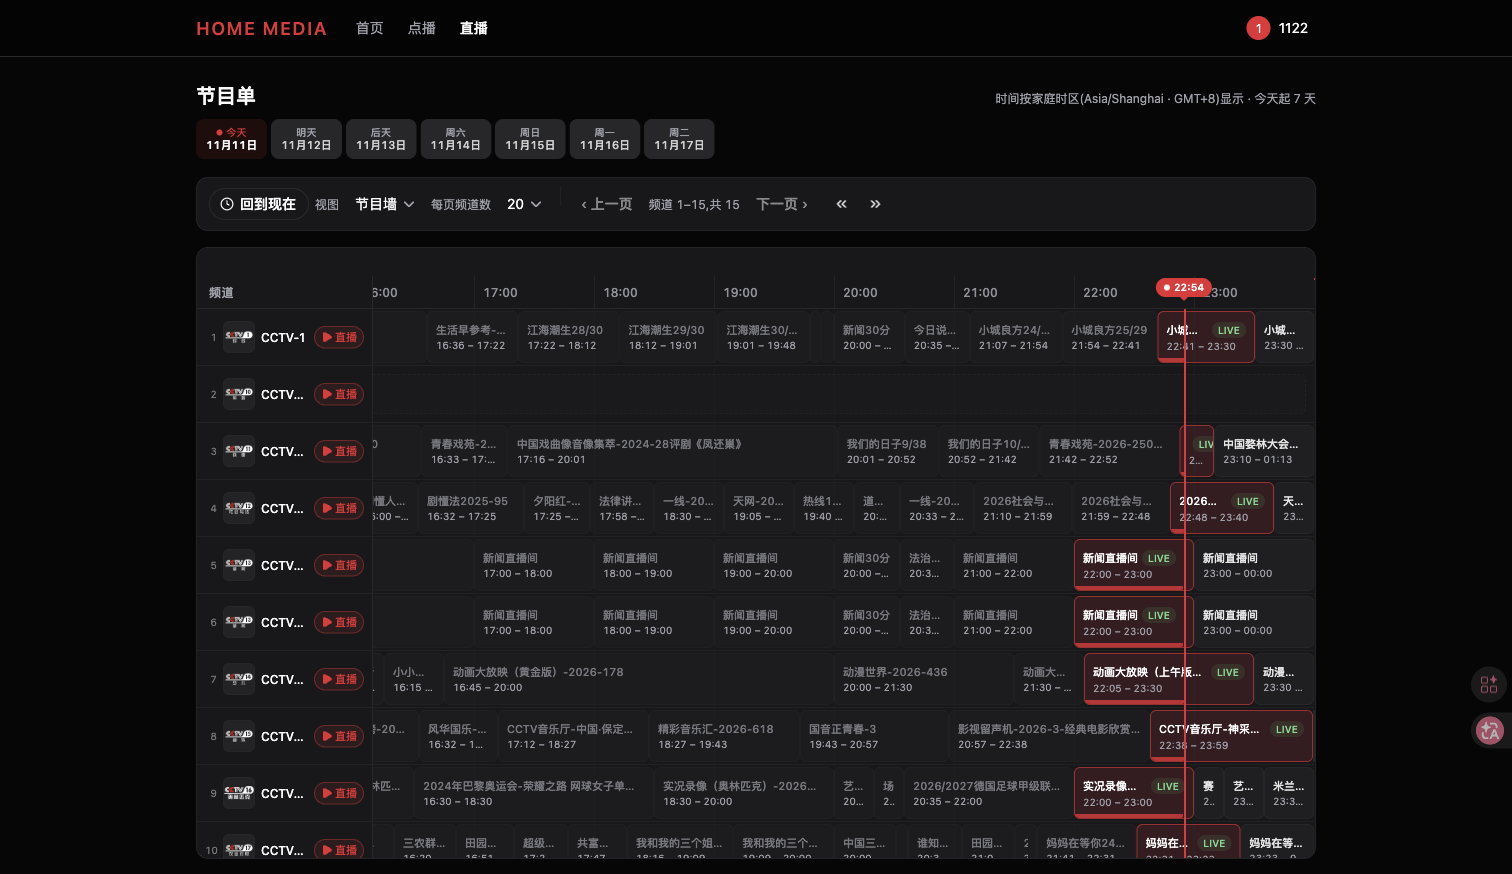 HOME MEDIA 首页 点播 直播 1 1122
节目单
时间按家庭时区(Asia/Shanghai · GMT+8)显示 · 今天起 7 天
今天 明天 后天 周六 周日 周一 周二
11月11日 11月12日 11月13日 11月14日 11月15日 11月16日 11月17日
回到现在 视图 节目墙 每页频道数 20 ‹ 上一页 频道 1–15,共 15 下一页 › « »
22:54
频道 6:00 17:00 18:00 19:00 20:00 21:00 22:00 23:00
1 CCTV-1 直播 生活早参考-... 江海潮生28/30 江海潮生29/30 江海潮生30/... 新闻30分 今日说... 小城良方24/... 小城良方25/29 小城... LIVE 小城...
16:36 – 17:22 17:22 – 18:12 18:12 – 19:01 19:01 – 19:48 20:00 – ... 20:35 –... 21:07 – 21:54 21:54 – 22:41 22:41 – 23:30 23:30 ...
2 CCTV... 直播
3 CCTV... 直播 青春戏苑-2... 中国戏曲像音像集萃-2024-28评剧《凤还巢》 我们的日子9/38 我们的日子10/... 青春戏苑-2026-250... LIV 中国婺林大会...
16:33 – 17:... 17:16 – 20:01 20:01 – 20:52 20:52 – 21:42 21:42 – 22:52 2... 23:10 – 01:13
4 CCTV... 直播 懂人... 剧懂法2025-95 夕阳红-... 法律讲... 一线-20... 天网-20... 热线1... 道... 一线-20... 2026社会与... 2026社会与... 2026... LIVE 天...
6:00 –... 16:32 – 17:25 17:25 –... 17:58 –... 18:30 – ... 19:05 – ... 19:40 ... 20:... 20:33 – 2... 21:10 – 21:59 21:59 – 22:48 22:48 – 23:40 23...
5 CCTV... 直播 新闻直播间 新闻直播间 新闻直播间 新闻30分 法治... 新闻直播间 新闻直播间 LIVE 新闻直播间
17:00 – 18:00 18:00 – 19:00 19:00 – 20:00 20:00 –... 20:3... 21:00 – 22:00 22:00 – 23:00 23:00 – 00:00
6 CCTV... 直播 新闻直播间 新闻直播间 新闻直播间 新闻30分 法治... 新闻直播间 新闻直播间 LIVE 新闻直播间
17:00 – 18:00 18:00 – 19:00 19:00 – 20:00 20:00 –... 20:3... 21:00 – 22:00 22:00 – 23:00 23:00 – 00:00
7 CCTV... 直播 小小... 动画大放映（黄金版）-2026-178 动漫世界-2026-436 动画大... 动画大放映（上午版... LIVE 动漫...
16:15 ... 16:45 – 20:00 20:00 – 21:30 21:30 – ... 22:05 – 23:30 23:30 ...
8 CCTV... 直播 -20... 风华国乐-... CCTV音乐厅-中国·保定... 精彩音乐汇-2026-618 国音正青春-3 影视留声机-2026-3-经典电影欣赏... CCTV音乐厅-神采... LIVE
16:32 – 1... 17:12 – 18:27 18:27 – 19:43 19:43 – 20:57 20:57 – 22:38 22:38 – 23:59
9 CCTV... 直播 林匹... 2024年巴黎奥运会-荣耀之路 网球女子单... 实况录像（奥林匹克）-2026... 艺... 场 2026/2027德国足球甲级联... 实况录像... LIVE 赛 艺... 米兰...
16:30 – 18:30 18:30 – 20:00 20... 2.. 20:35 – 22:00 22:00 – 23:00 2.. 23... 23:3...
10 CCTV... 直播 三农群... 田园... 超级... 共富... 我和我的三个姐... 我和我的三个... 中国三... 谁知... 田园... 2 妈妈在等你24... 妈妈在... LIVE 妈妈在等...